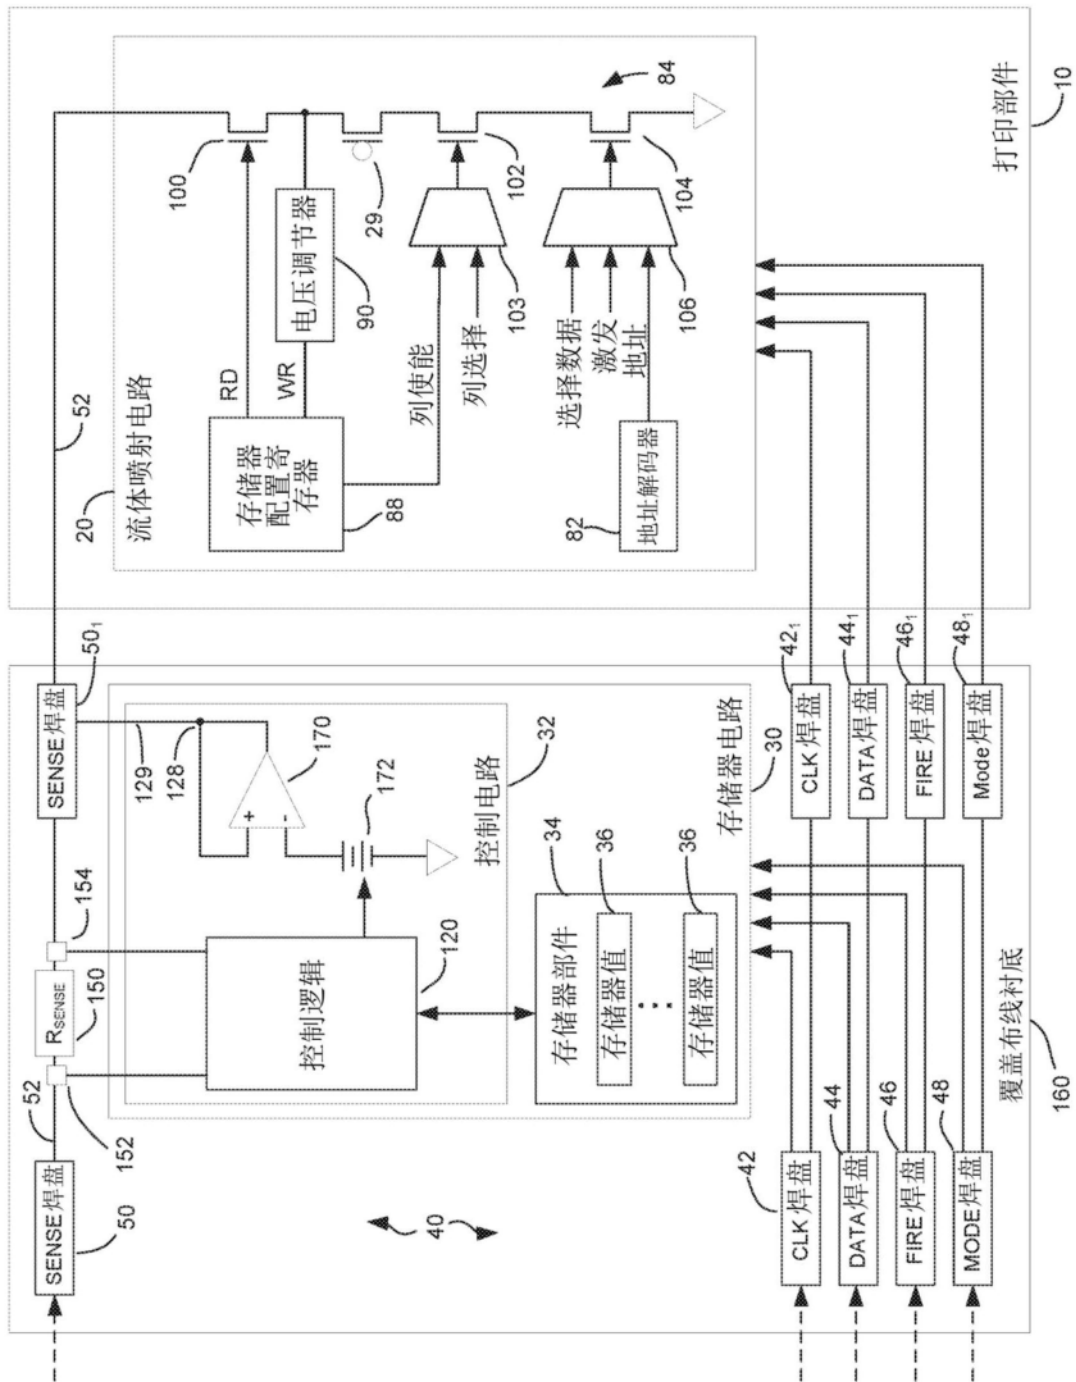 SENSE焊盘
50
52
152
R_SENSE
150
154
SENSE焊盘
50₁
52
40
控制逻辑
120
129
128
+
-
170
172
控制电路
32
存储器部件
34
存储器值
36
存储器值
36
存储器电路
30
CLK焊盘
42
DATA焊盘
44
FIRE焊盘
46
MODE焊盘
48
CLK焊盘
42₁
DATA焊盘
44₁
FIRE焊盘
46₁
Mode焊盘
48₁
覆盖布线衬底
160
20
流体喷射电路
存储器
配置寄
存器
88
RD
WR
100
电压调节器
90
29
列使能
列选择
103
102
选择数据
激发
地址
地址解码器
82
106
104
84
打印部件
10